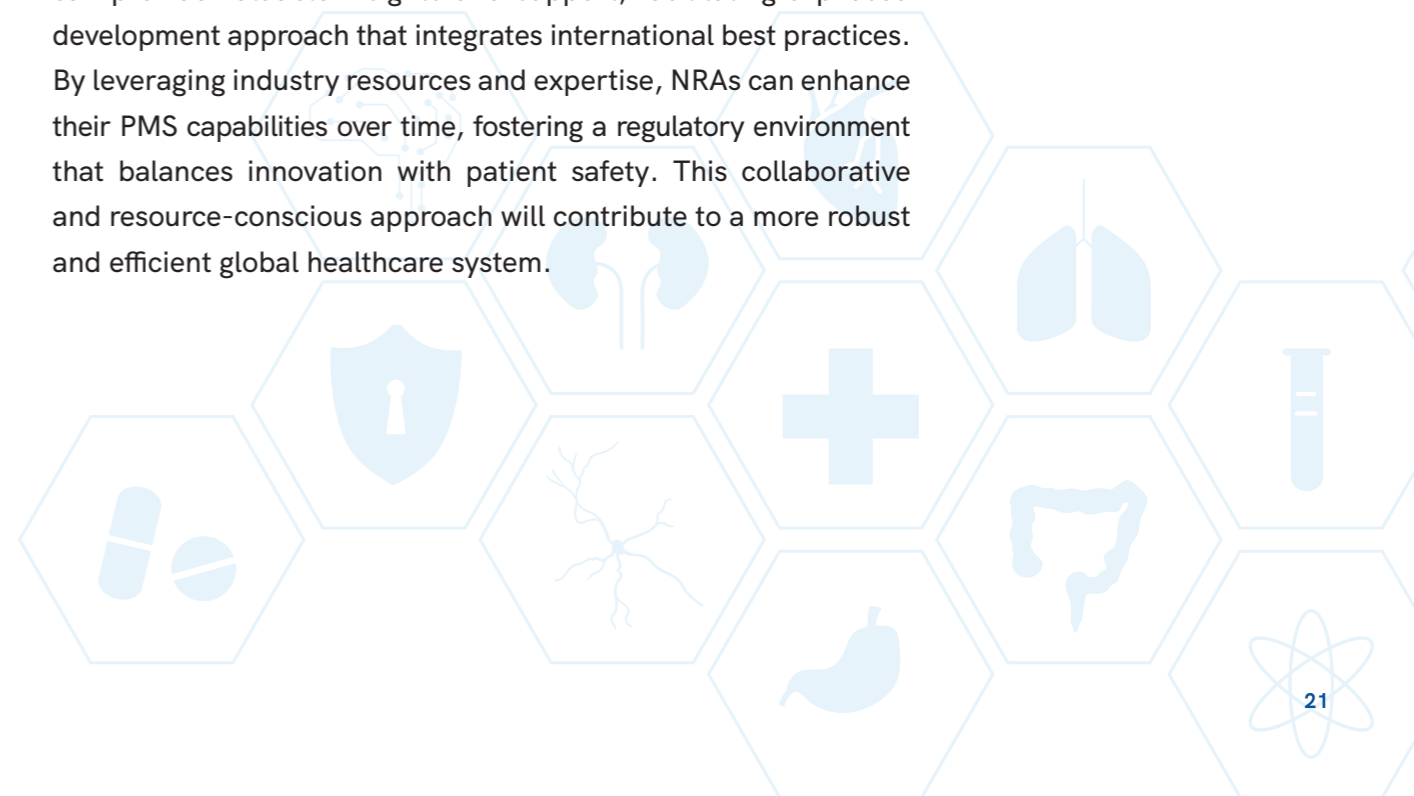 development approach that integrates international best practices.
By leveraging industry resources and expertise, NRAs can enhance
their PMS capabilities over time, fostering a regulatory environment
that balances innovation with patient safety. This collaborative
and resource-conscious approach will contribute to a more robust
and efficient global healthcare system.
21